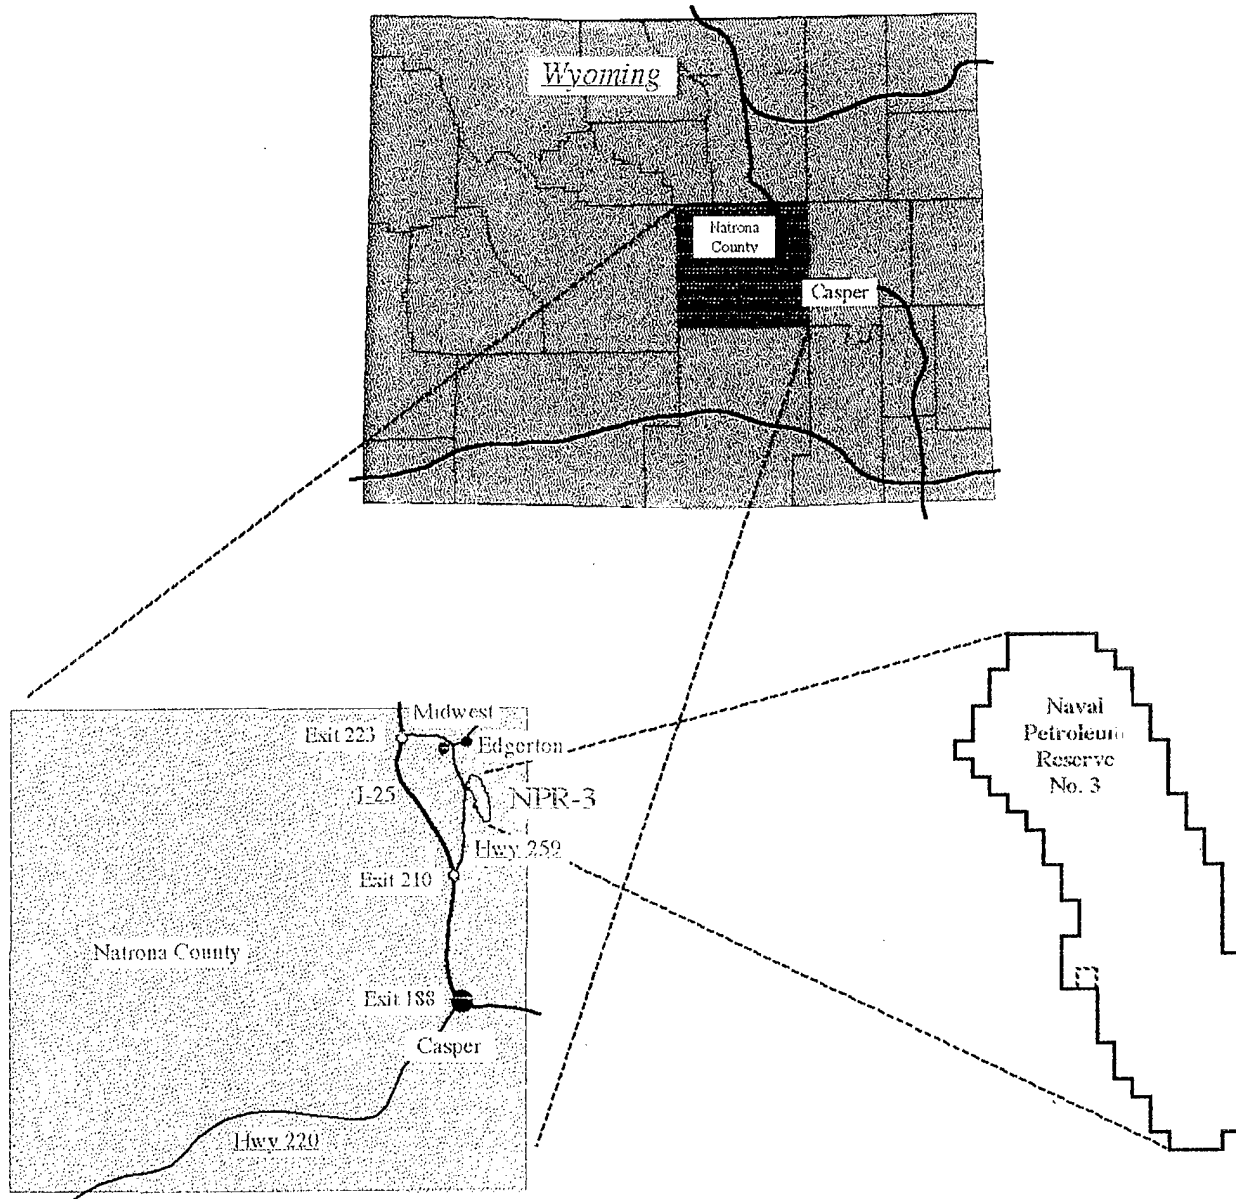 Wyoming
Natrona
County
Casper
Midwest
Exit 223
Edgerton
I-25
NPR-3
Hwy 259
Exit 210
Natrona County
Exit 188
Casper
Hwy 220
Naval
Petroleum
Reserve
No. 3